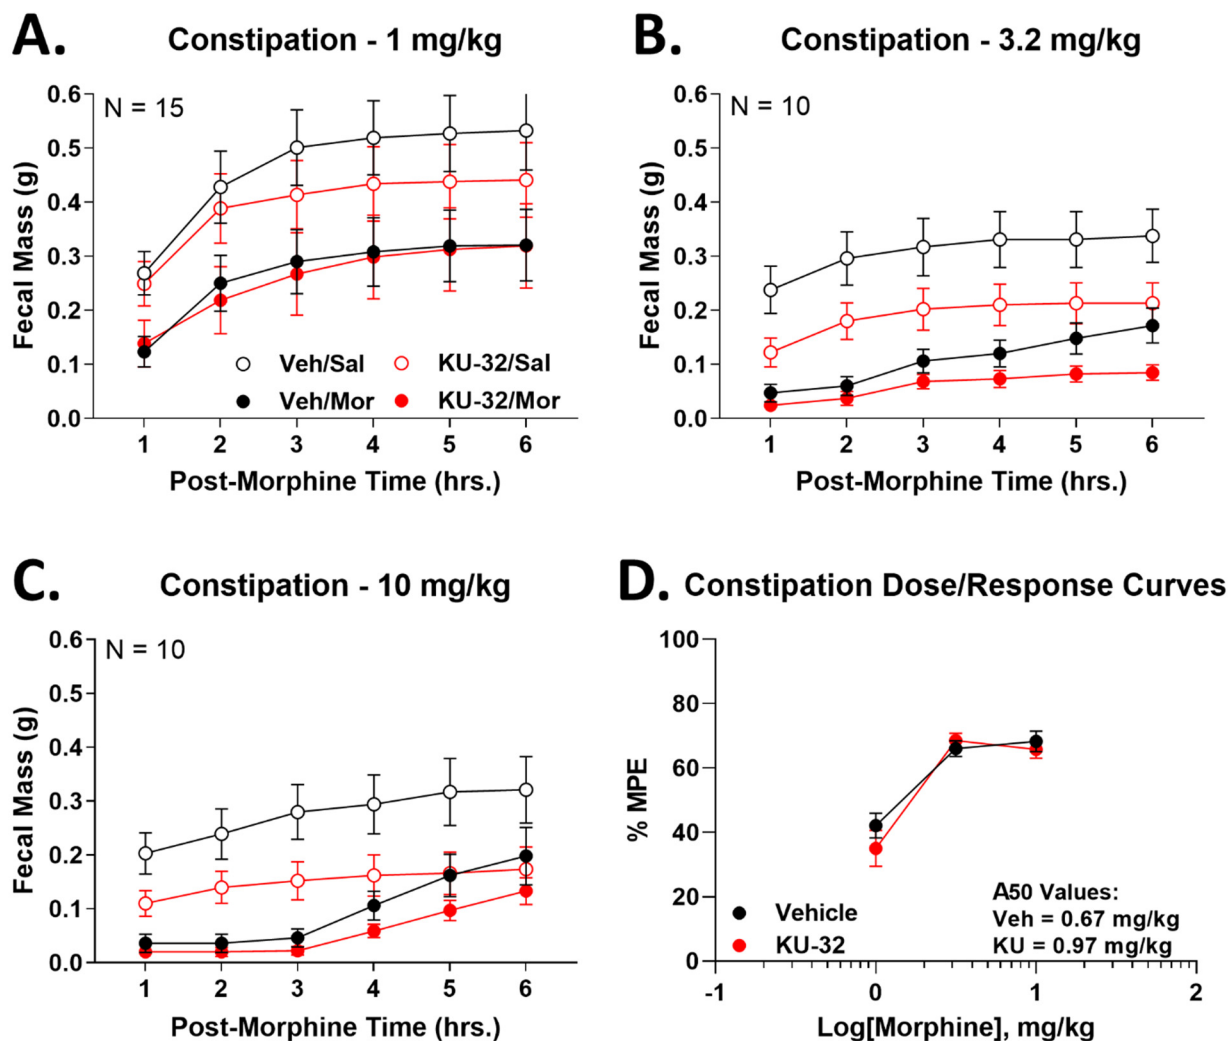 A. Constipation - 1 mg/kg
N = 15
Fecal Mass (g)
0.6
0.5
0.4
0.3
0.2
0.1
0.0
Veh/Sal
KU-32/Sal
Veh/Mor
KU-32/Mor
1 2 3 4 5 6
Post-Morphine Time (hrs.)
B. Constipation - 3.2 mg/kg
N = 10
Fecal Mass (g)
0.6
0.5
0.4
0.3
0.2
0.1
0.0
1 2 3 4 5 6
Post-Morphine Time (hrs.)
C. Constipation - 10 mg/kg
N = 10
Fecal Mass (g)
0.6
0.5
0.4
0.3
0.2
0.1
0.0
1 2 3 4 5 6
Post-Morphine Time (hrs.)
D. Constipation Dose/Response Curves
% MPE
100
80
60
40
20
0
Vehicle
KU-32
A50 Values:
Veh = 0.67 mg/kg
KU = 0.97 mg/kg
-1 0 1 2
Log[Morphine], mg/kg